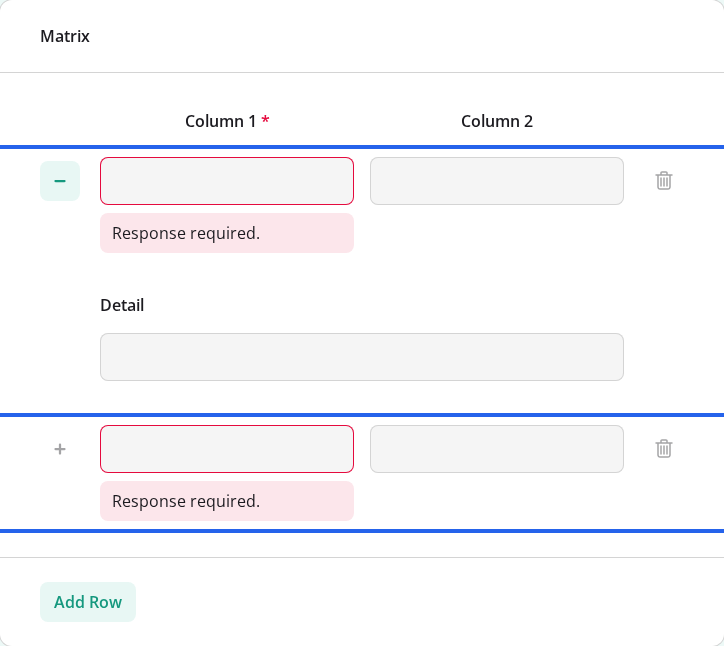 Matrix
Column 1 * Column 2
Response required.
Detail
Response required.
Add Row